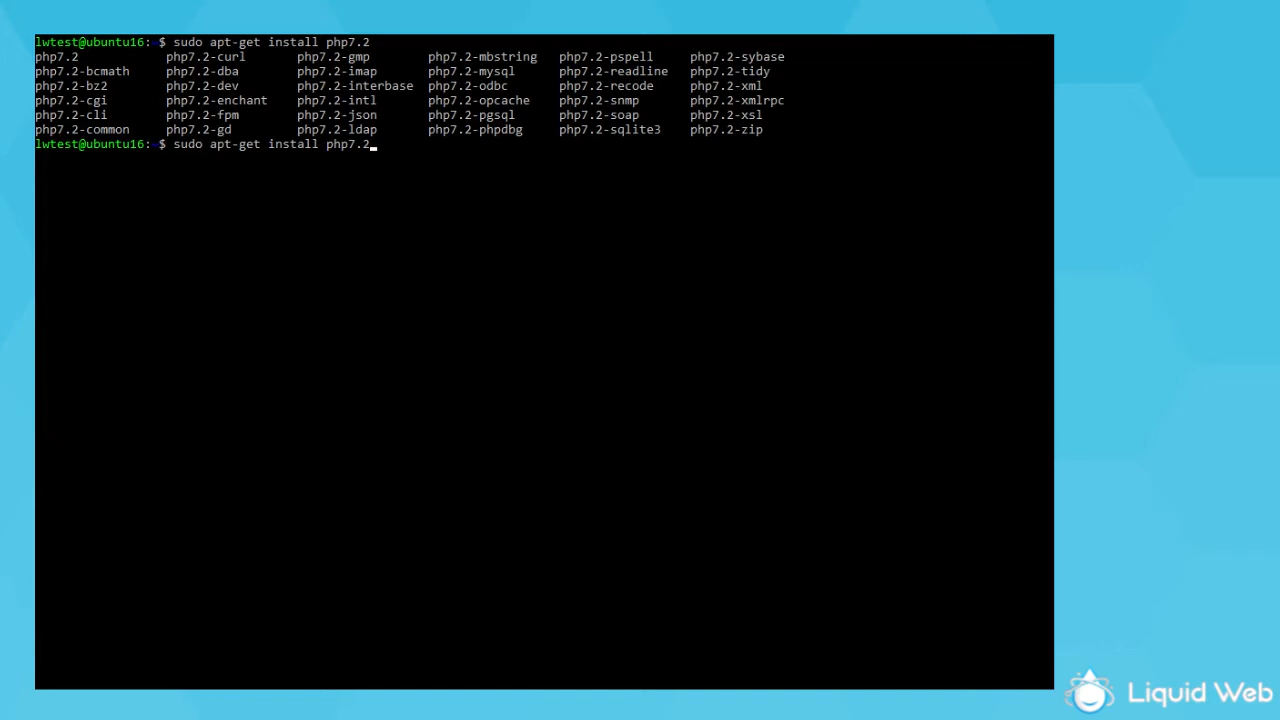 lwtest@ubuntu16:~$ sudo apt-get install php7.2
php7.2 php7.2-curl php7.2-gmp php7.2-mbstring php7.2-pspell php7.2-sybase
php7.2-bcmath php7.2-dba php7.2-imap php7.2-mysql php7.2-readline php7.2-tidy
php7.2-bz2 php7.2-dev php7.2-interbase php7.2-odbc php7.2-recode php7.2-xml
php7.2-cgi php7.2-enchant php7.2-intl php7.2-opcache php7.2-snmp php7.2-xmlrpc
php7.2-cli php7.2-fpm php7.2-json php7.2-pgsql php7.2-soap php7.2-xsl
php7.2-common php7.2-gd php7.2-ldap php7.2-phpdbg php7.2-sqlite3 php7.2-zip
lwtest@ubuntu16:~$ sudo apt-get install php7.2
Liquid Web